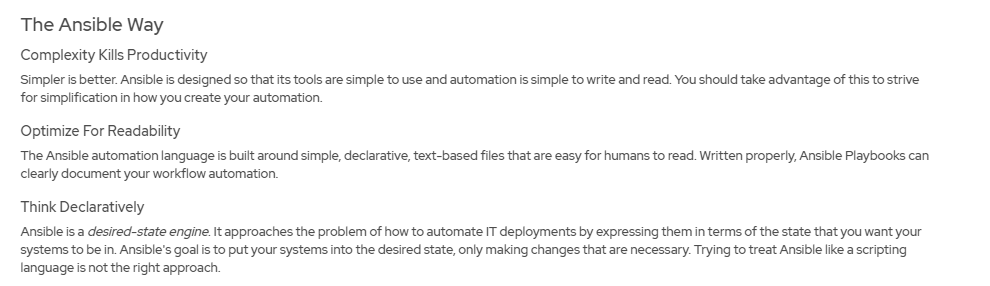 The Ansible Way
Complexity Kills Productivity
Simpler is better. Ansible is designed so that its tools are simple to use and automation is simple to write and read. You should take advantage of this to strive
for simplification in how you create your automation.
Optimize For Readability
The Ansible automation language is built around simple, declarative, text-based files that are easy for humans to read. Written properly, Ansible Playbooks can
clearly document your workflow automation.
Think Declaratively
Ansible is a desired-state engine. It approaches the problem of how to automate IT deployments by expressing them in terms of the state that you want your
systems to be in. Ansible's goal is to put your systems into the desired state, only making changes that are necessary. Trying to treat Ansible like a scripting
language is not the right approach.